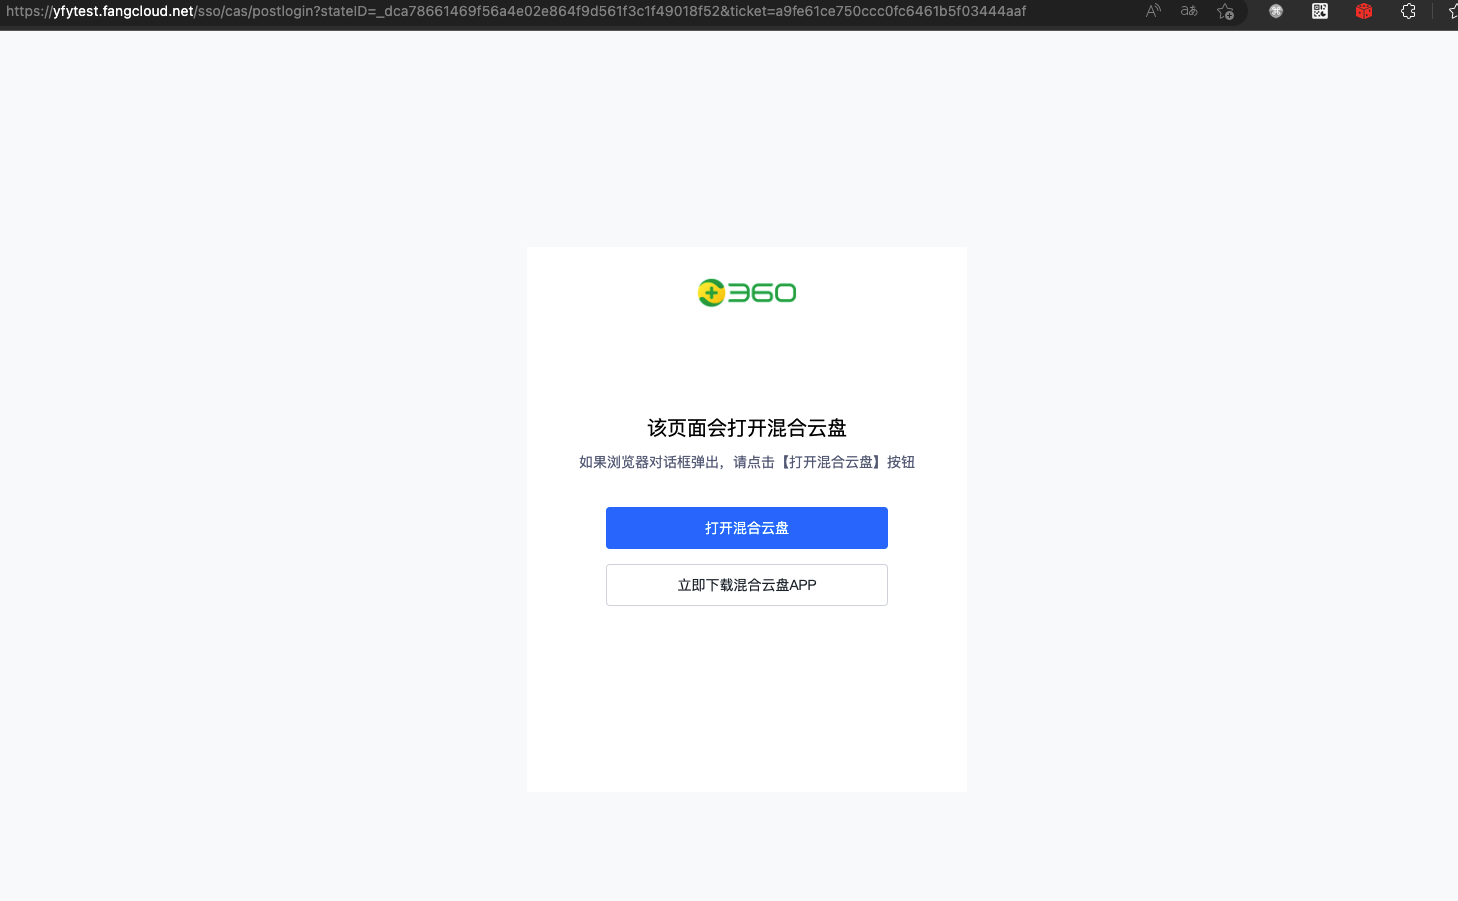 https://yfytest.fangcloud.net/sso/cas/postlogin?stateID=_dca78661469f56a4e02e864f9d561f3c1f49018f52&ticket=a9fe61ce750ccc0fc6461b5f03444aaf
360
该页面会打开混合云盘
如果浏览器对话框弹出，请点击【打开混合云盘】按钮
打开混合云盘
立即下载混合云盘APP